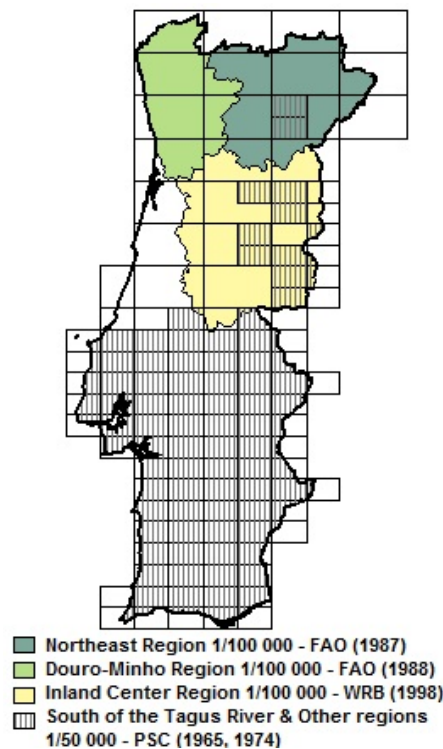 Northeast Region 1/100 000 - FAO (1987)
Douro-Minho Region 1/100 000 - FAO (1988)
Inland Center Region 1/100 000 - WRB (1998)
South of the Tagus River & Other regions
1/50 000 - PSC (1965, 1974)